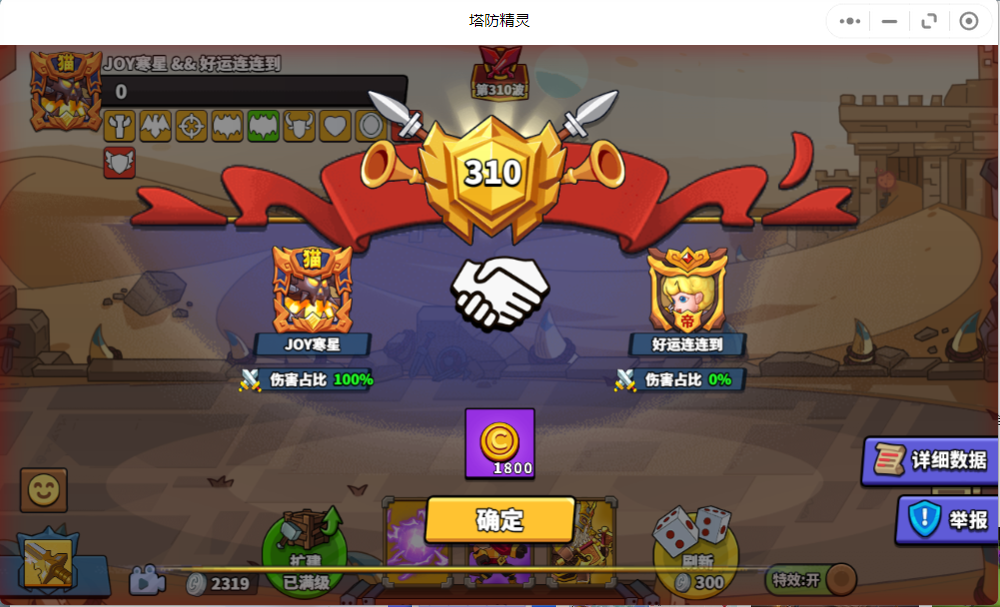 塔防精灵
猫
JOY寒星 && 好运连连到
0
第310波
310
猫
帝
JOY寒星
好运连连到
伤害占比 100%
伤害占比 0%
1800
详细数据
确定
举报
扩建
已满级
刷新
2319
300
特效:开